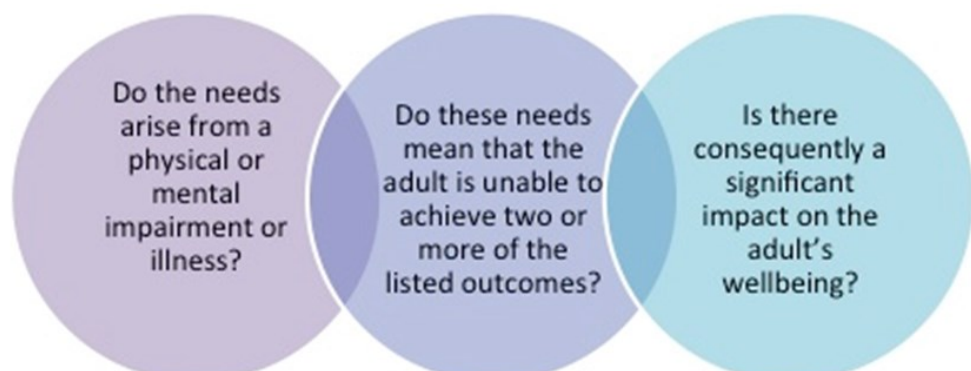 Do the needs
arise from a
physical or
mental
impairment or
illness?
Do these needs
mean that the
adult is unable to
achieve two or
more of the
listed outcomes?
Is there
consequently a
significant
impact on the
adult’s
wellbeing?